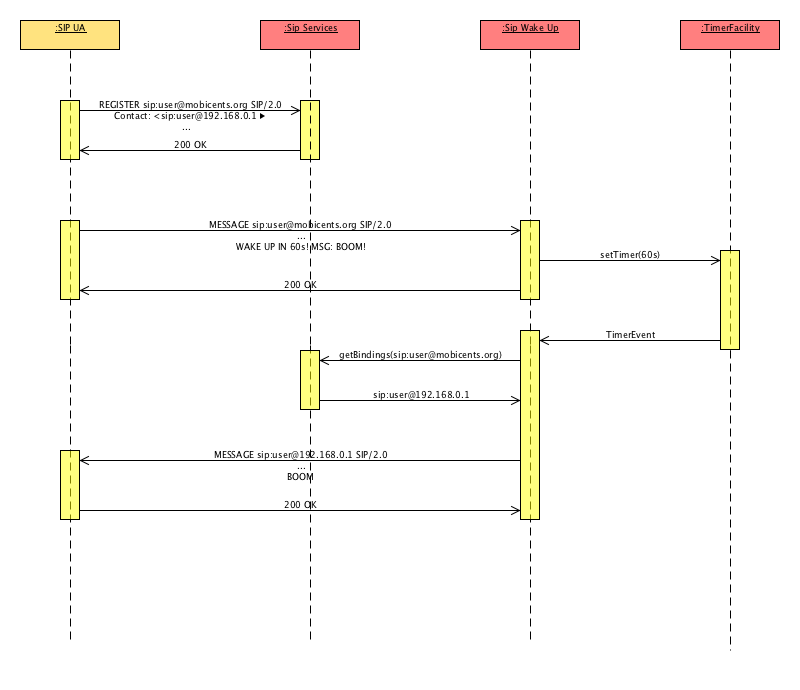 :SIP UA
:Sip Services
:Sip Wake Up
:TimerFacility
REGISTER sip:user@mobicents.org SIP/2.0
Contact: <sip:user@192.168.0.1 >
...
200 OK
MESSAGE sip:user@mobicents.org SIP/2.0
...
WAKE UP IN 60s! MSG: BOOM!
setTimer(60s)
200 OK
TimerEvent
getBindings(sip:user@mobicents.org)
sip:user@192.168.0.1
MESSAGE sip:user@192.168.0.1 SIP/2.0
...
BOOM
200 OK